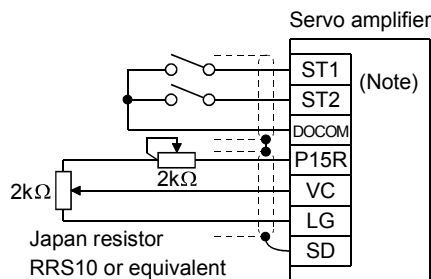 Servo amplifier
ST1
(Note)
ST2
DOCOM
P15R
2kΩ
2kΩ
VC
LG
SD
Japan resistor
RRS10 or equivalent